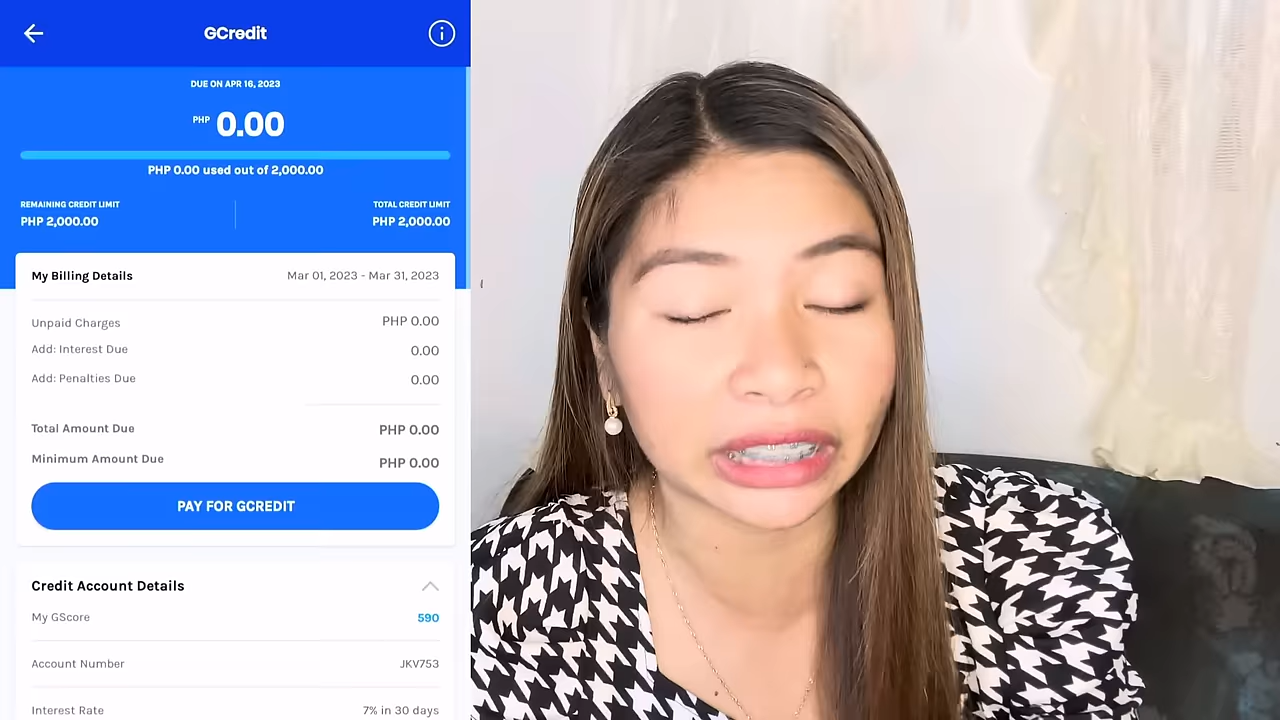 GCredit
DUE ON APR 16, 2023
PHP 0.00
PHP 0.00 used out of 2,000.00
REMAINING CREDIT LIMIT TOTAL CREDIT LIMIT
PHP 2,000.00 PHP 2,000.00
My Billing Details Mar 01, 2023 - Mar 31, 2023
Unpaid Charges PHP 0.00
Add: Interest Due 0.00
Add: Penalties Due 0.00
Total Amount Due PHP 0.00
Minimum Amount Due PHP 0.00
PAY FOR GCREDIT
Credit Account Details
My GScore 590
Account Number JKV753
Interest Rate 7% in 30 days